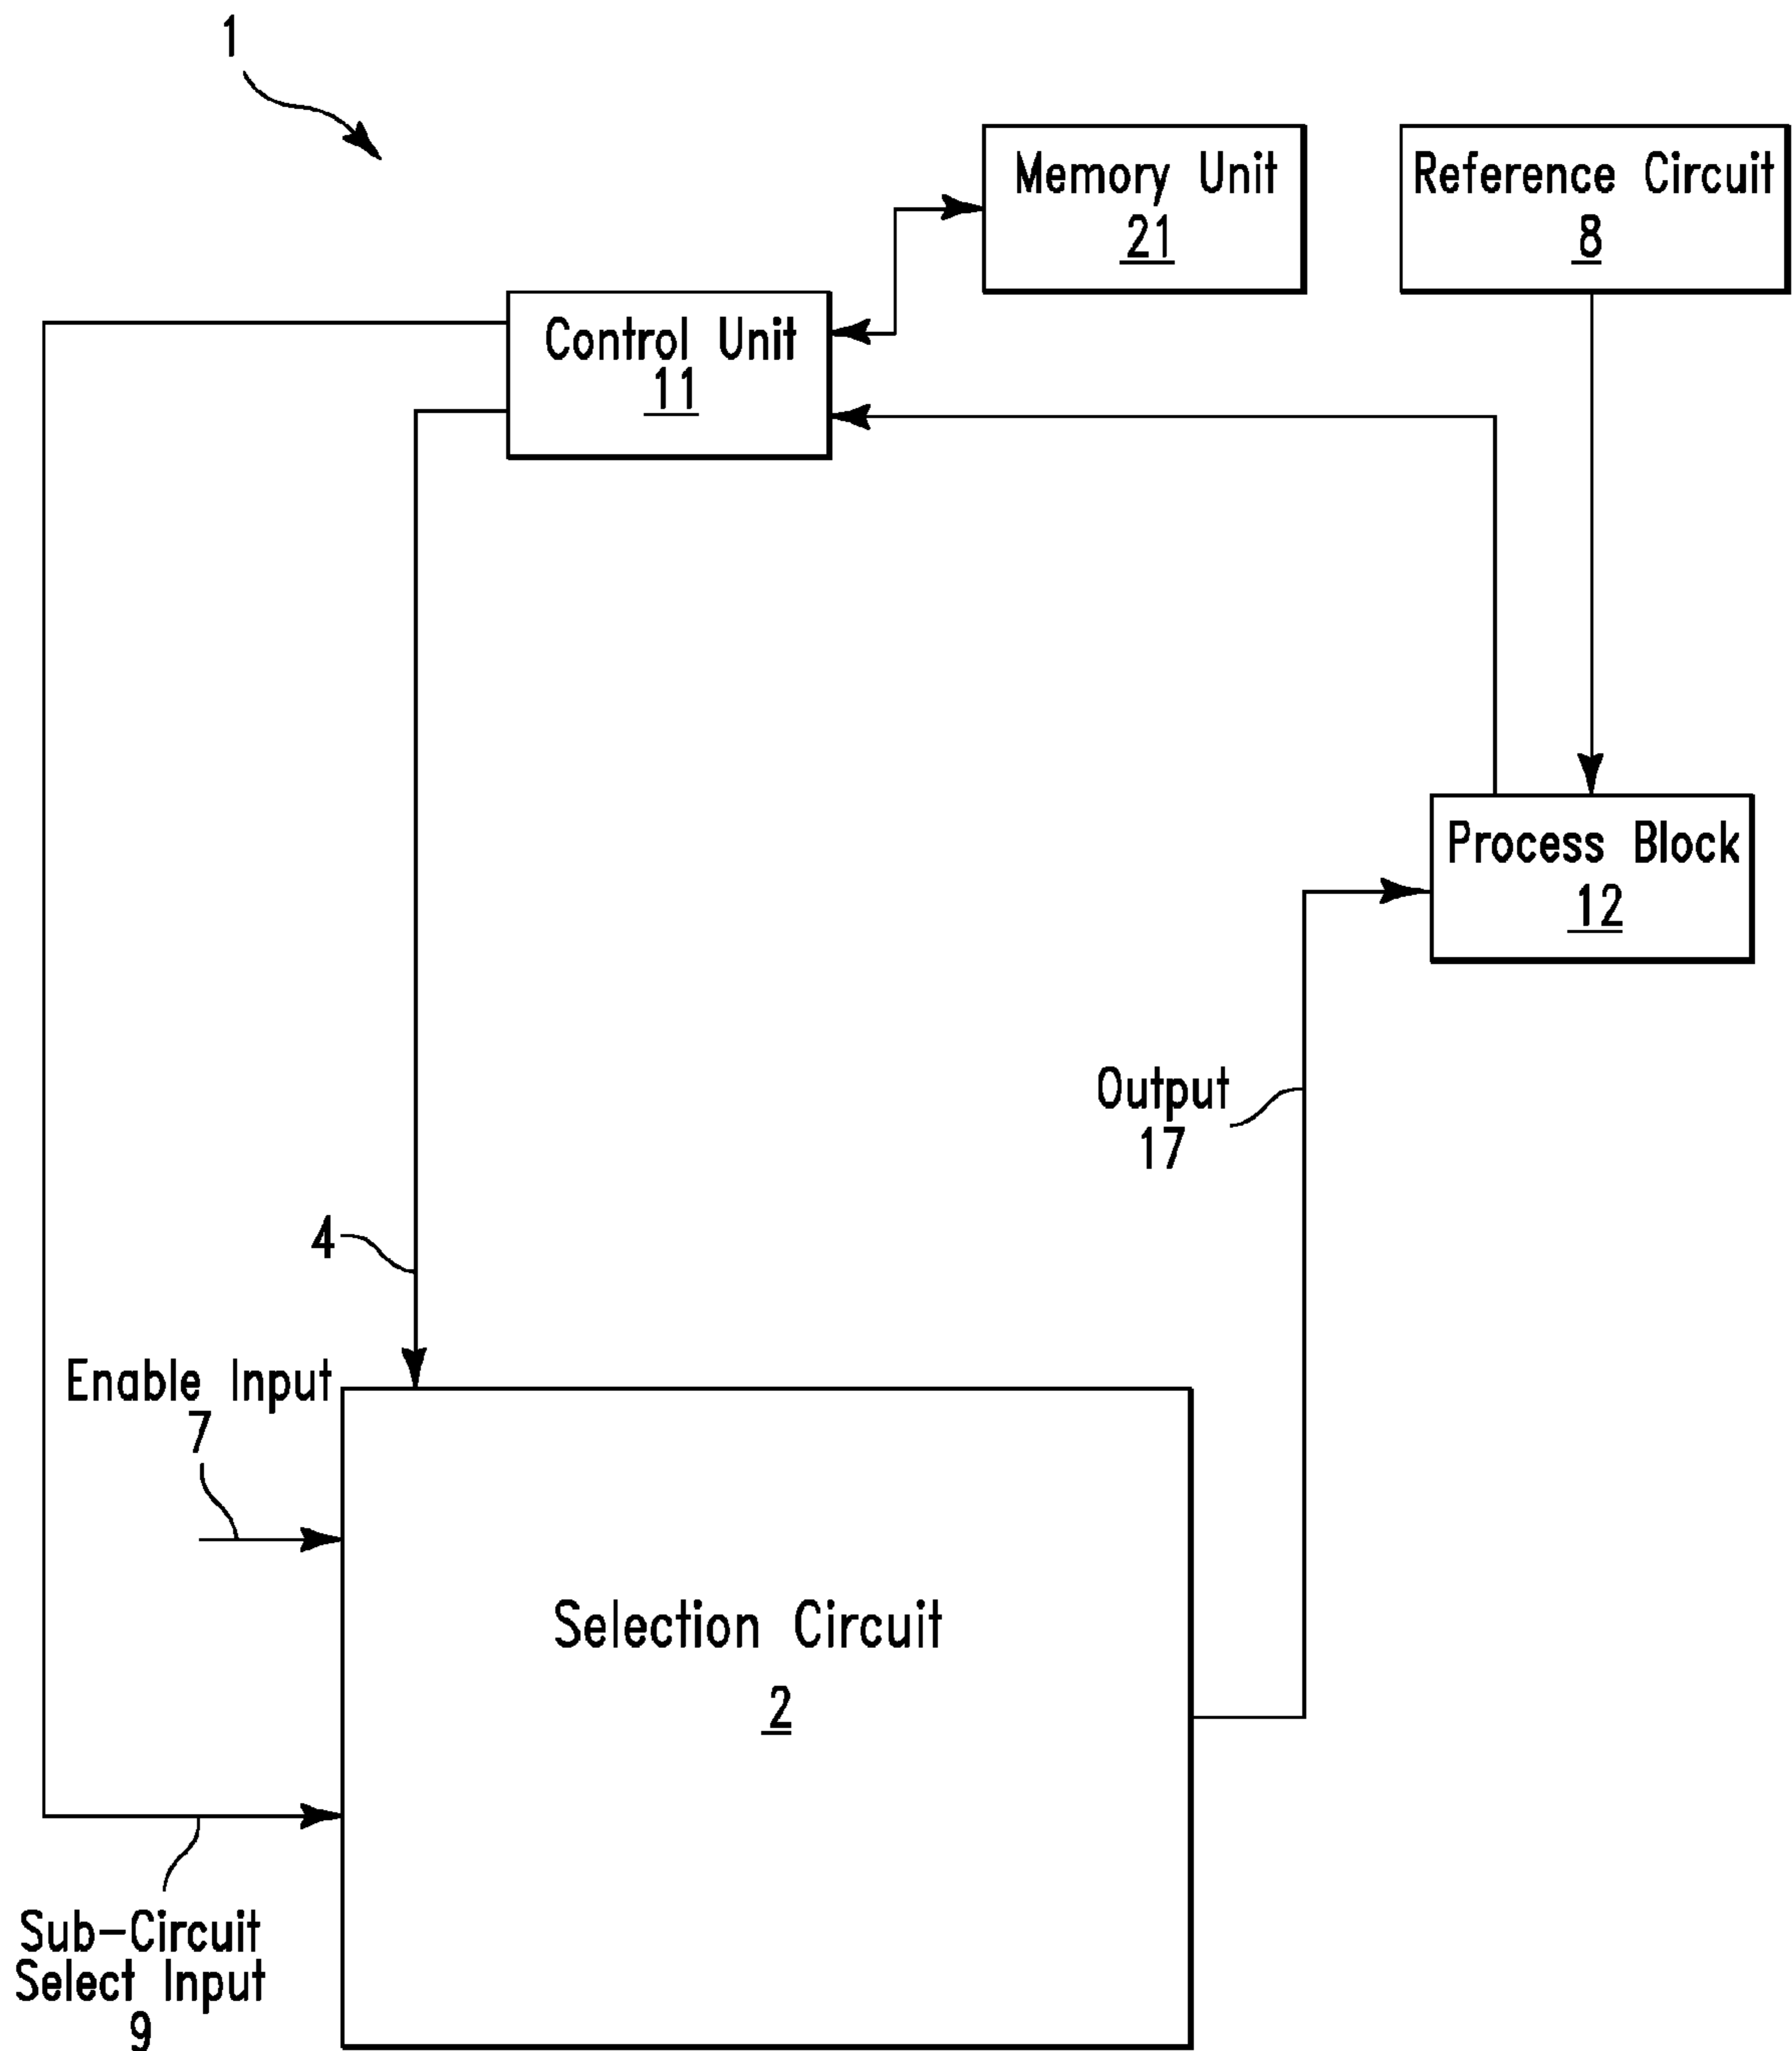 1
Memory Unit
21
Reference Circuit
8
Control Unit
11
Process Block
12
Output
17
4
Enable Input
7
Selection Circuit
2
Sub-Circuit
Select Input
9